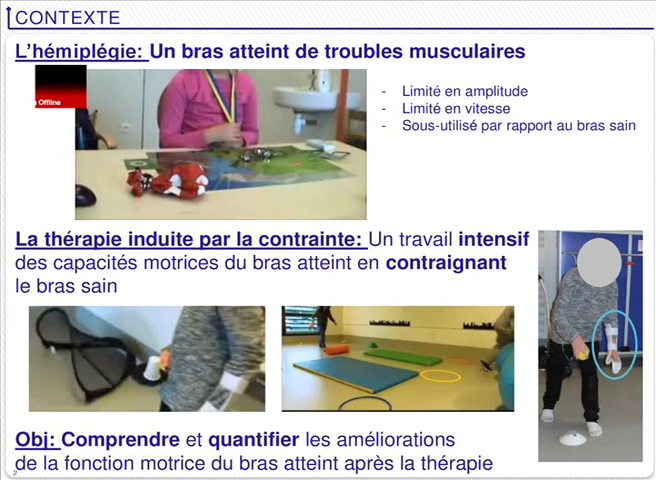 CONTEXTE
L'hémiplégie: Un bras atteint de troubles musculaires
Offline
- Limité en amplitude
- Limité en vitesse
- Sous-utilisé par rapport au bras sain
La thérapie induite par la contrainte: Un travail intensif
des capacités motrices du bras atteint en contraignant
le bras sain
Obj: Comprendre et quantifier les améliorations
de la fonction motrice du bras atteint après la thérapie
2